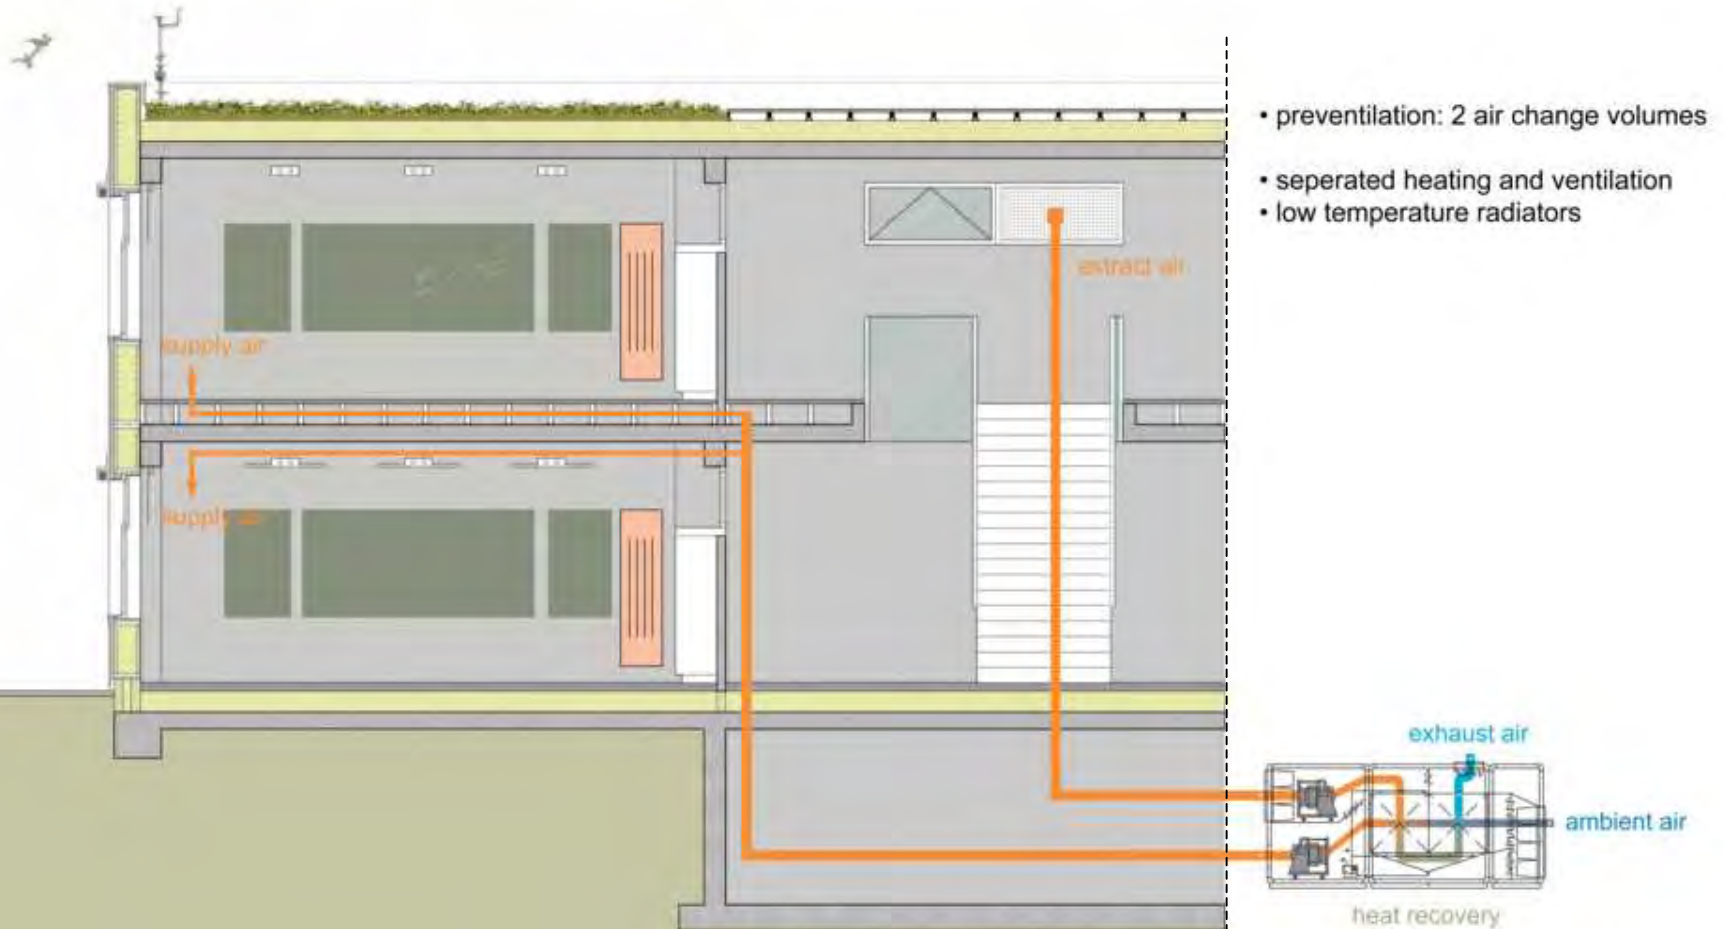 • preventilation: 2 air change volumes
• seperated heating and ventilation
• low temperature radiators
extract air
supply air
supply air
exhaust air
ambient air
heat recovery